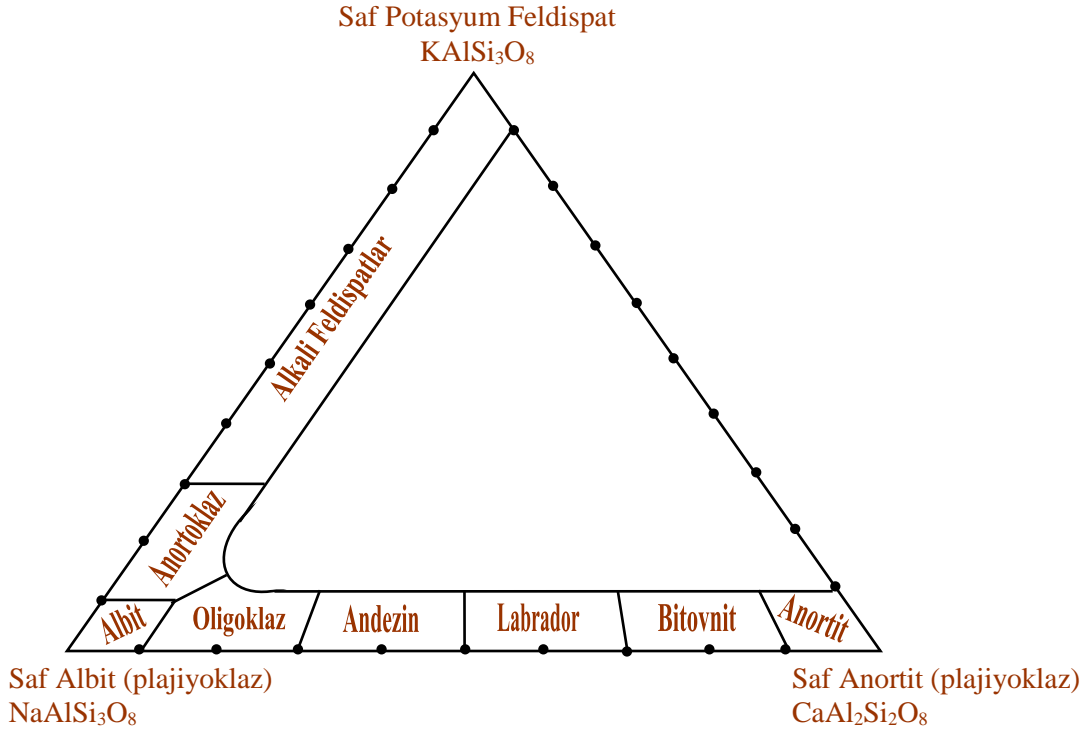 Saf Potasyum Feldispat
KAlSi₃O₈
Alkali Feldispatlar
Anortoklaz
Albit
Oligoklaz
Andezin
Labrador
Bitovnit
Anortit
Saf Albit (plajiyoklaz)
NaAlSi₃O₈
Saf Anortit (plajiyoklaz)
CaAl₂Si₂O₈